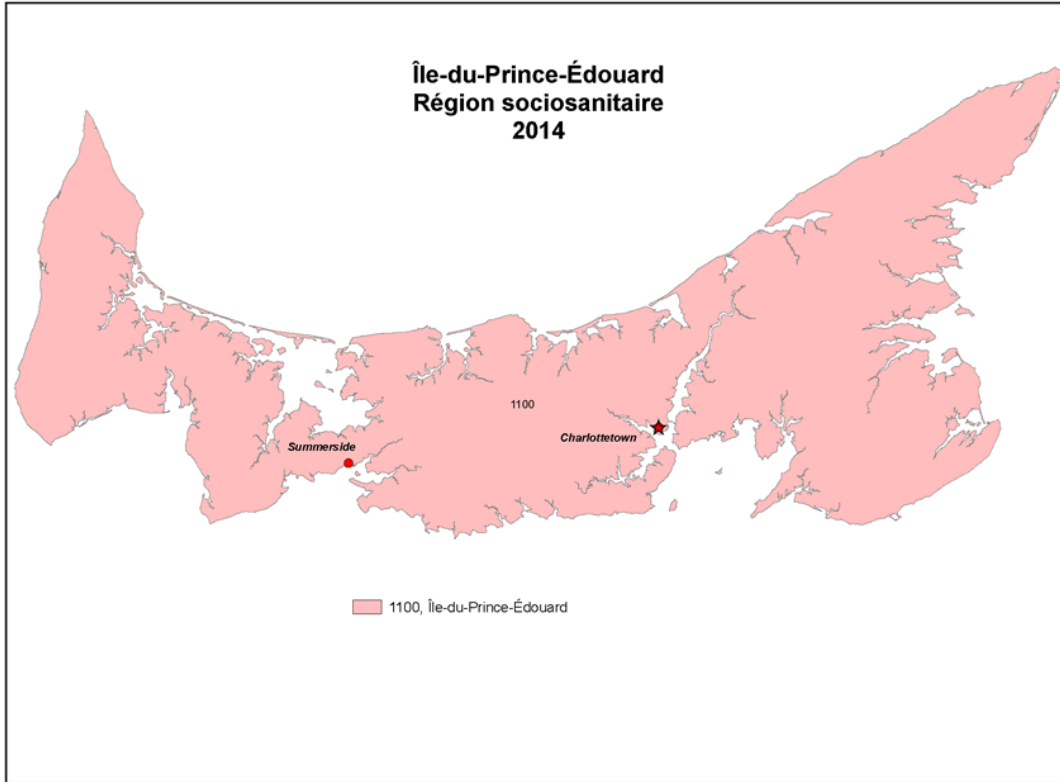 Île-du-Prince-Édouard
Région sociosanitaire
2014
1100
Charlottetown
Summerside
1100, Île-du-Prince-Édouard